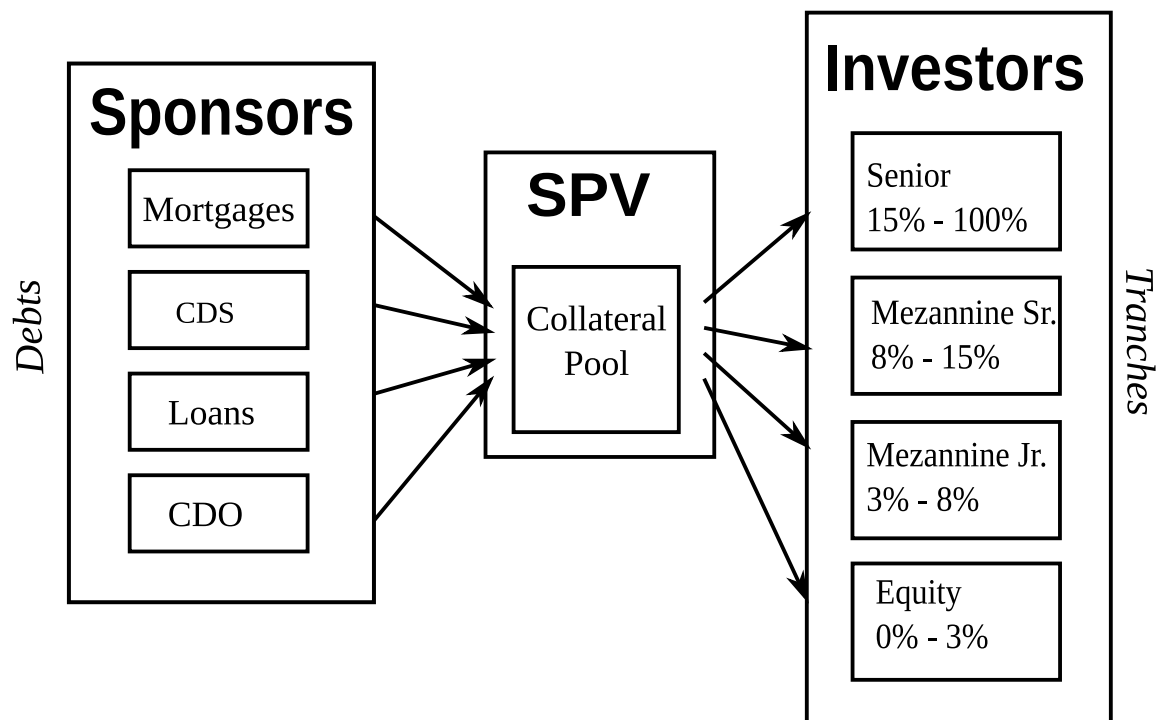 Debts
Sponsors
Mortgages
CDS
Loans
CDO
SPV
Collateral
Pool
Investors
Senior
15% - 100%
Mezannine Sr.
8% - 15%
Mezannine Jr.
3% - 8%
Equity
0% - 3%
Tranches